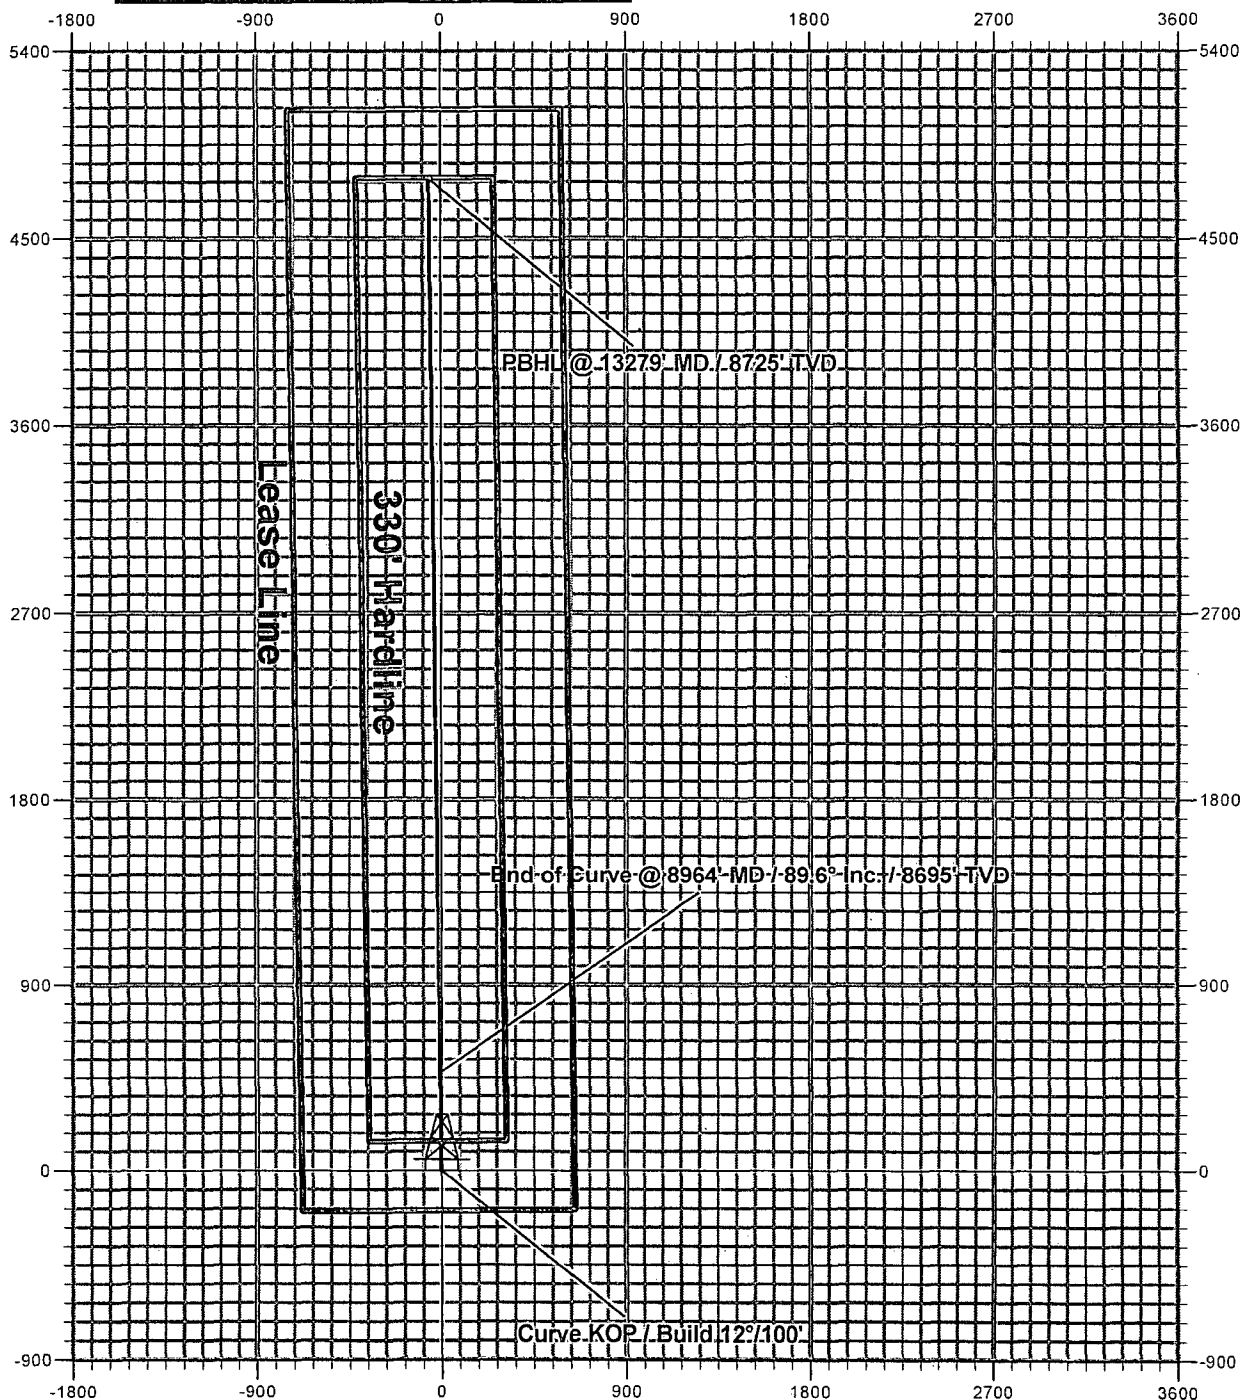 -1800 -900 0 900 1800 2700 3600
5400 5400
4500 4500
PBHL @ 13279' MD / 8725' TVD
3600 3600
Lease Line
330' Hardline
2700 2700
1800 1800
End of Curve @ 8964' MD / 89.6° Inc. / 8695' TVD
900 900
0 0
Curve KOP / Build 12°/100'
-900 -900
-1800 -900 0 900 1800 2700 3600